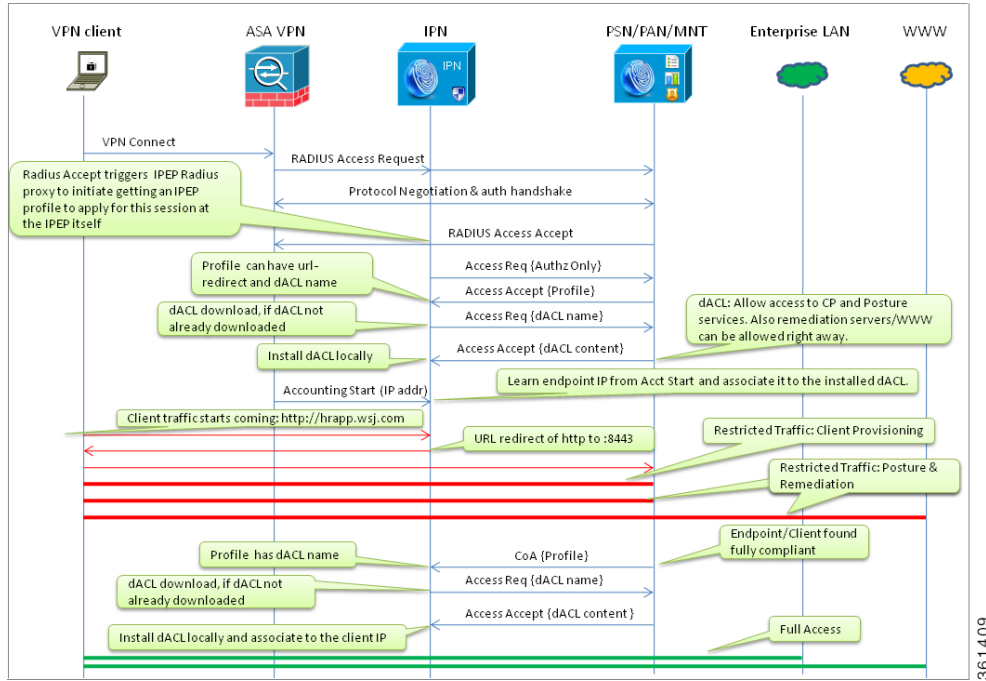 VPN client
ASA VPN
IPN
PSN/PAN/MNT
Enterprise LAN
WWW
IPN
VPN Connect
RADIUS Access Request
Radius Accept triggers IPEP Radius
proxy to initiate getting an IPEP
profile to apply for this session at
the IPEP itself
Protocol Negotiation & auth handshake
RADIUS Access Accept
Profile can have url-
redirect and dACL name
Access Req {Authz Only}
Access Accept {Profile}
dACL download, if dACL not
already downloaded
Access Req {dACL name}
dACL: Allow access to CP and Posture
services. Also remediation servers/WWW
can be allowed right away.
Install dACL locally
Access Accept {dACL content}
Accounting Start (IP addr)
Learn endpoint IP from Acct Start and associate it to the installed dACL.
Client traffic starts coming: http://hrapp.wsj.com
URL redirect of http to :8443
Restricted Traffic: Client Provisioning
Restricted Traffic: Posture &
Remediation
Endpoint/Client found
fully compliant
Profile has dACL name
CoA {Profile}
dACL download, if dACL not
already downloaded
Access Req {dACL name}
Access Accept {dACL content }
Install dACL locally and associate to the client IP
Full Access
361409